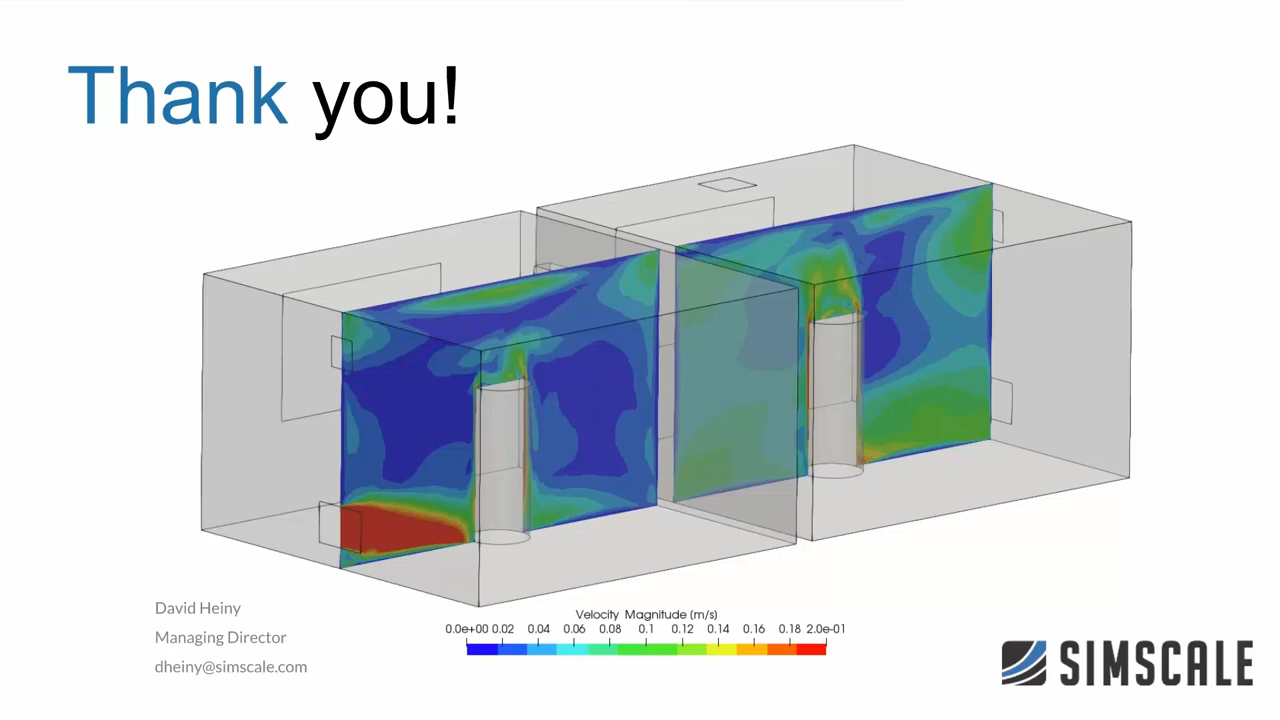 Thank you!
David Heiny
Managing Director
dheiny@simscale.com
Velocity Magnitude (m/s)
0.0e+00 0.02 0.04 0.06 0.08 0.1 0.12 0.14 0.16 0.18 2.0e-01
SIMSCALE